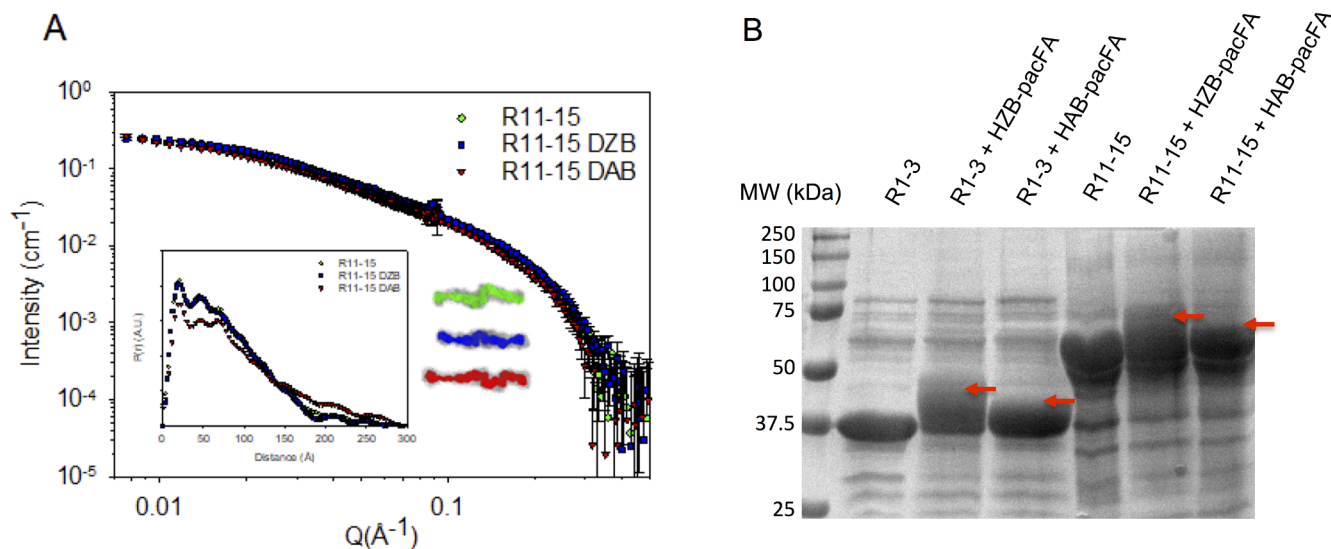 A
Intensity (cm⁻¹)
10⁰
10⁻¹
10⁻²
10⁻³
10⁻⁴
10⁻⁵
R11-15
R11-15 DZB
R11-15 DAB
P(r) (A.U.)
R11-15
R11-15 DZB
R11-15 DAB
0 50 100 150 200 250 300
Distance (Å)
0.01 0.1
Q(Å⁻¹)
B
R1-3
R1-3 + HZB-pacFA
R1-3 + HAB-pacFA
R11-15
R11-15 + HZB-pacFA
R11-15 + HAB-pacFA
MW (kDa)
250
150
100
75
50
37.5
25